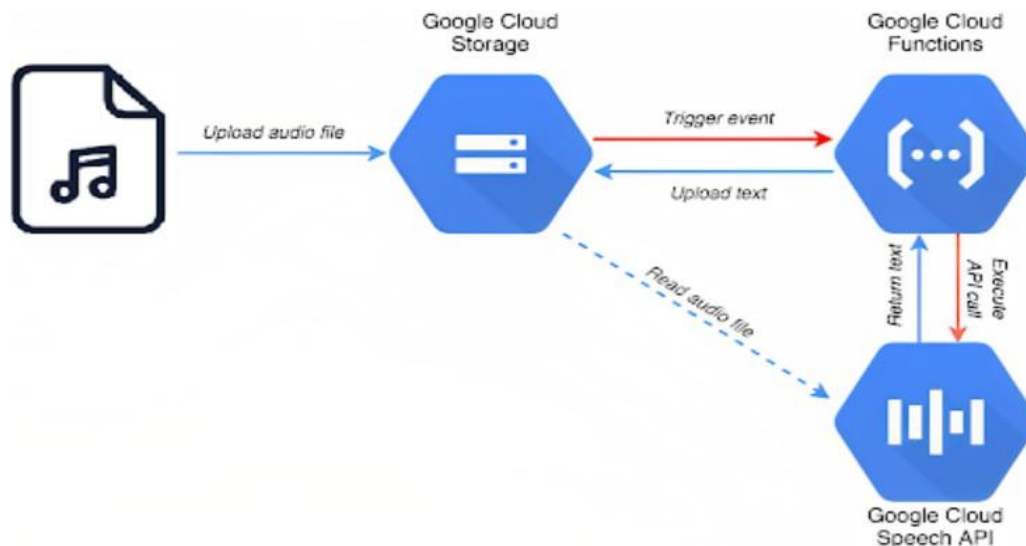 Google Cloud
Storage
Google Cloud
Functions
Upload audio file
Trigger event
Upload text
Read audio file
Return text
Execute
API call
Google Cloud
Speech API